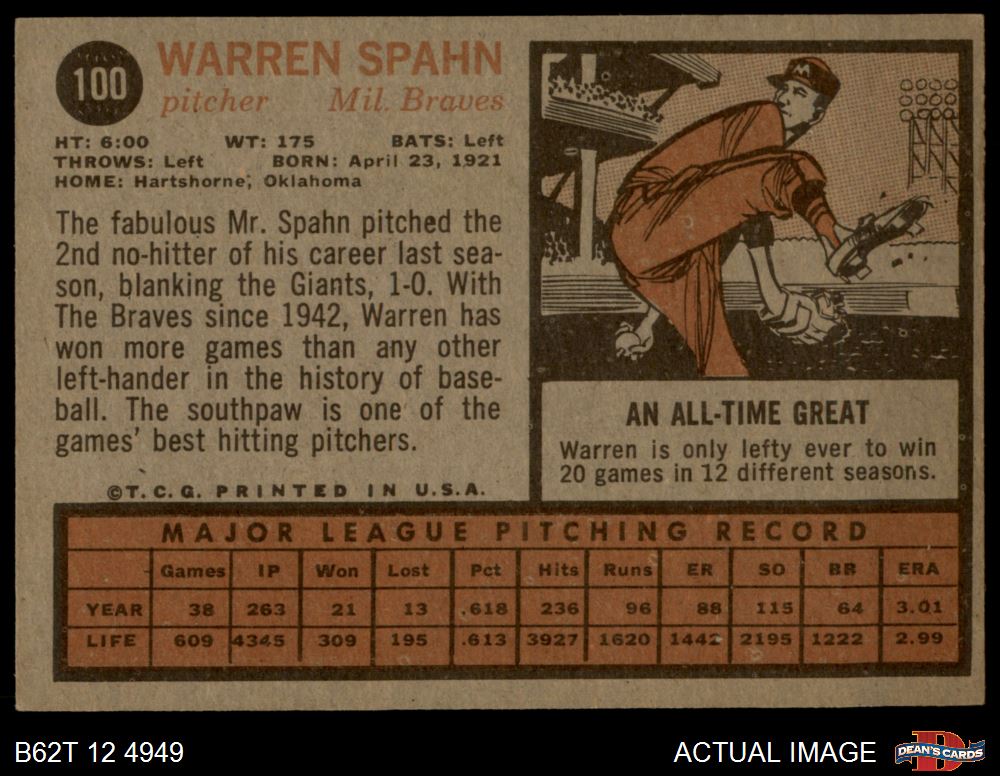 100
WARREN SPAHN
pitcher Mil. Braves
HT: 6:00 WT: 175 BATS: Left
THROWS: Left BORN: April 23, 1921
HOME: Hartshorne, Oklahoma
The fabulous Mr. Spahn pitched the
2nd no-hitter of his career last sea-
son, blanking the Giants, 1-0. With
The Braves since 1942, Warren has
won more games than any other
left-hander in the history of base-
ball. The southpaw is one of the
games' best hitting pitchers.
©T.C.G. PRINTED IN U.S.A.
M
AN ALL-TIME GREAT
Warren is only lefty ever to win
20 games in 12 different seasons.
MAJOR LEAGUE PITCHING RECORD
Games IP Won Lost Pct Hits Runs ER SO BB ERA
YEAR 38 263 21 13 .618 236 96 88 115 64 3.01
LIFE 609 4345 309 195 .613 3927 1620 1442 2195 1222 2.99
B62T 12 4949
ACTUAL IMAGE
D
DEAN'S CARDS